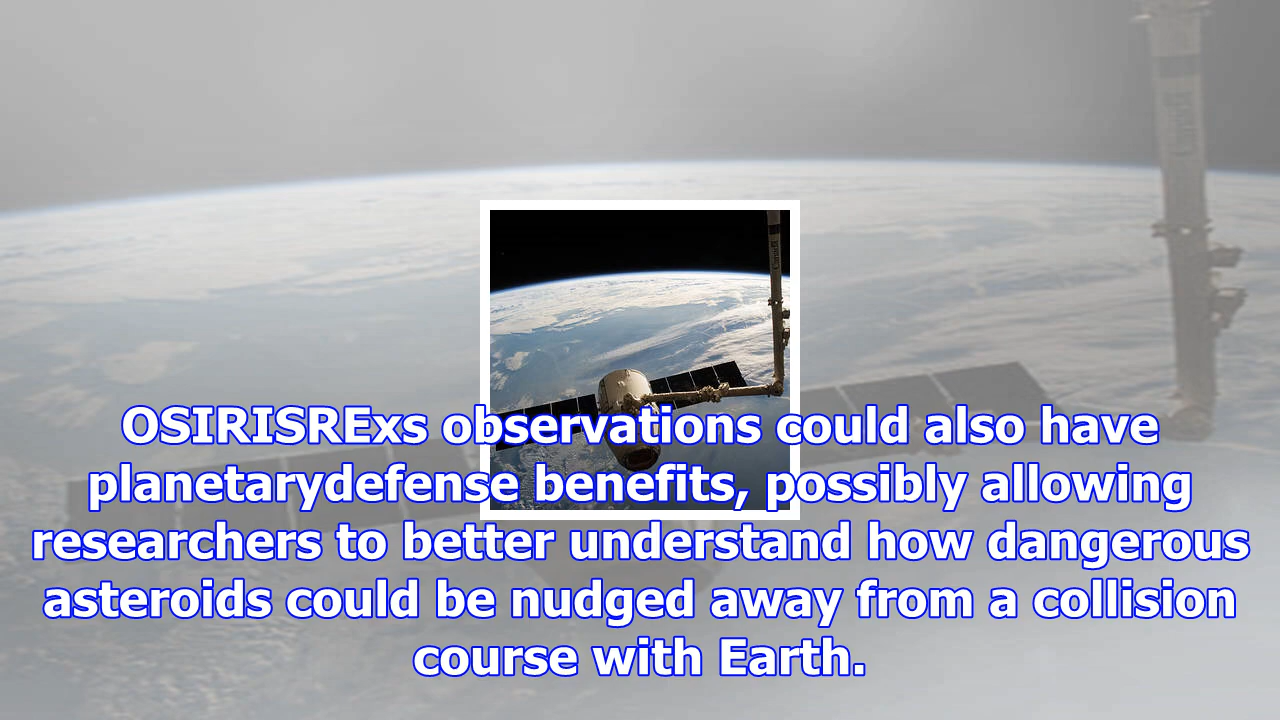 OSIRISRExs observations could also have
planetarydefense benefits, possibly allowing
researchers to better understand how dangerous
asteroids could be nudged away from a collision
course with Earth.